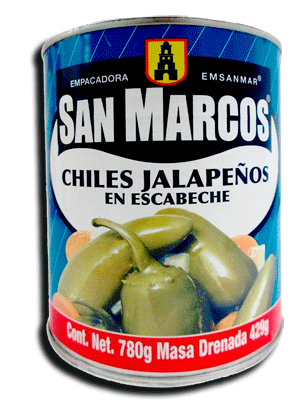 EMPACADORA EMSANMAR®
SAN MARCOS®
CHILES JALAPEÑOS
EN ESCABECHE
Cont. Net. 780g Masa Drenada 429g